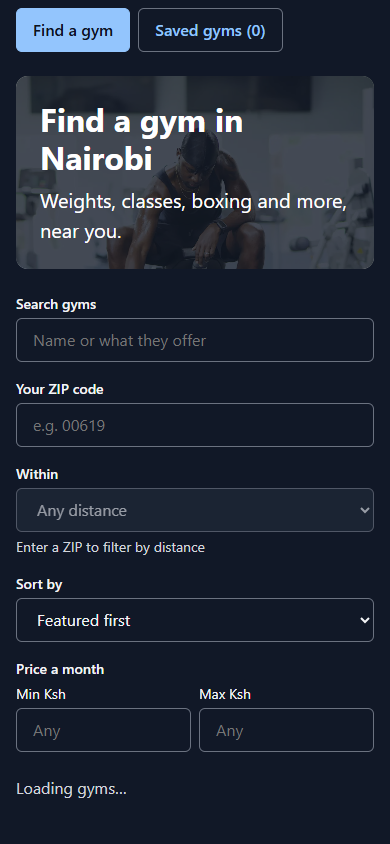 Find a gym
Saved gyms (0)
Find a gym in
Nairobi
Weights, classes, boxing and more,
near you.
Search gyms
Name or what they offer
Your ZIP code
e.g. 00619
Within
Any distance
Enter a ZIP to filter by distance
Sort by
Featured first
Price a month
Min Ksh
Max Ksh
Any
Any
Loading gyms...